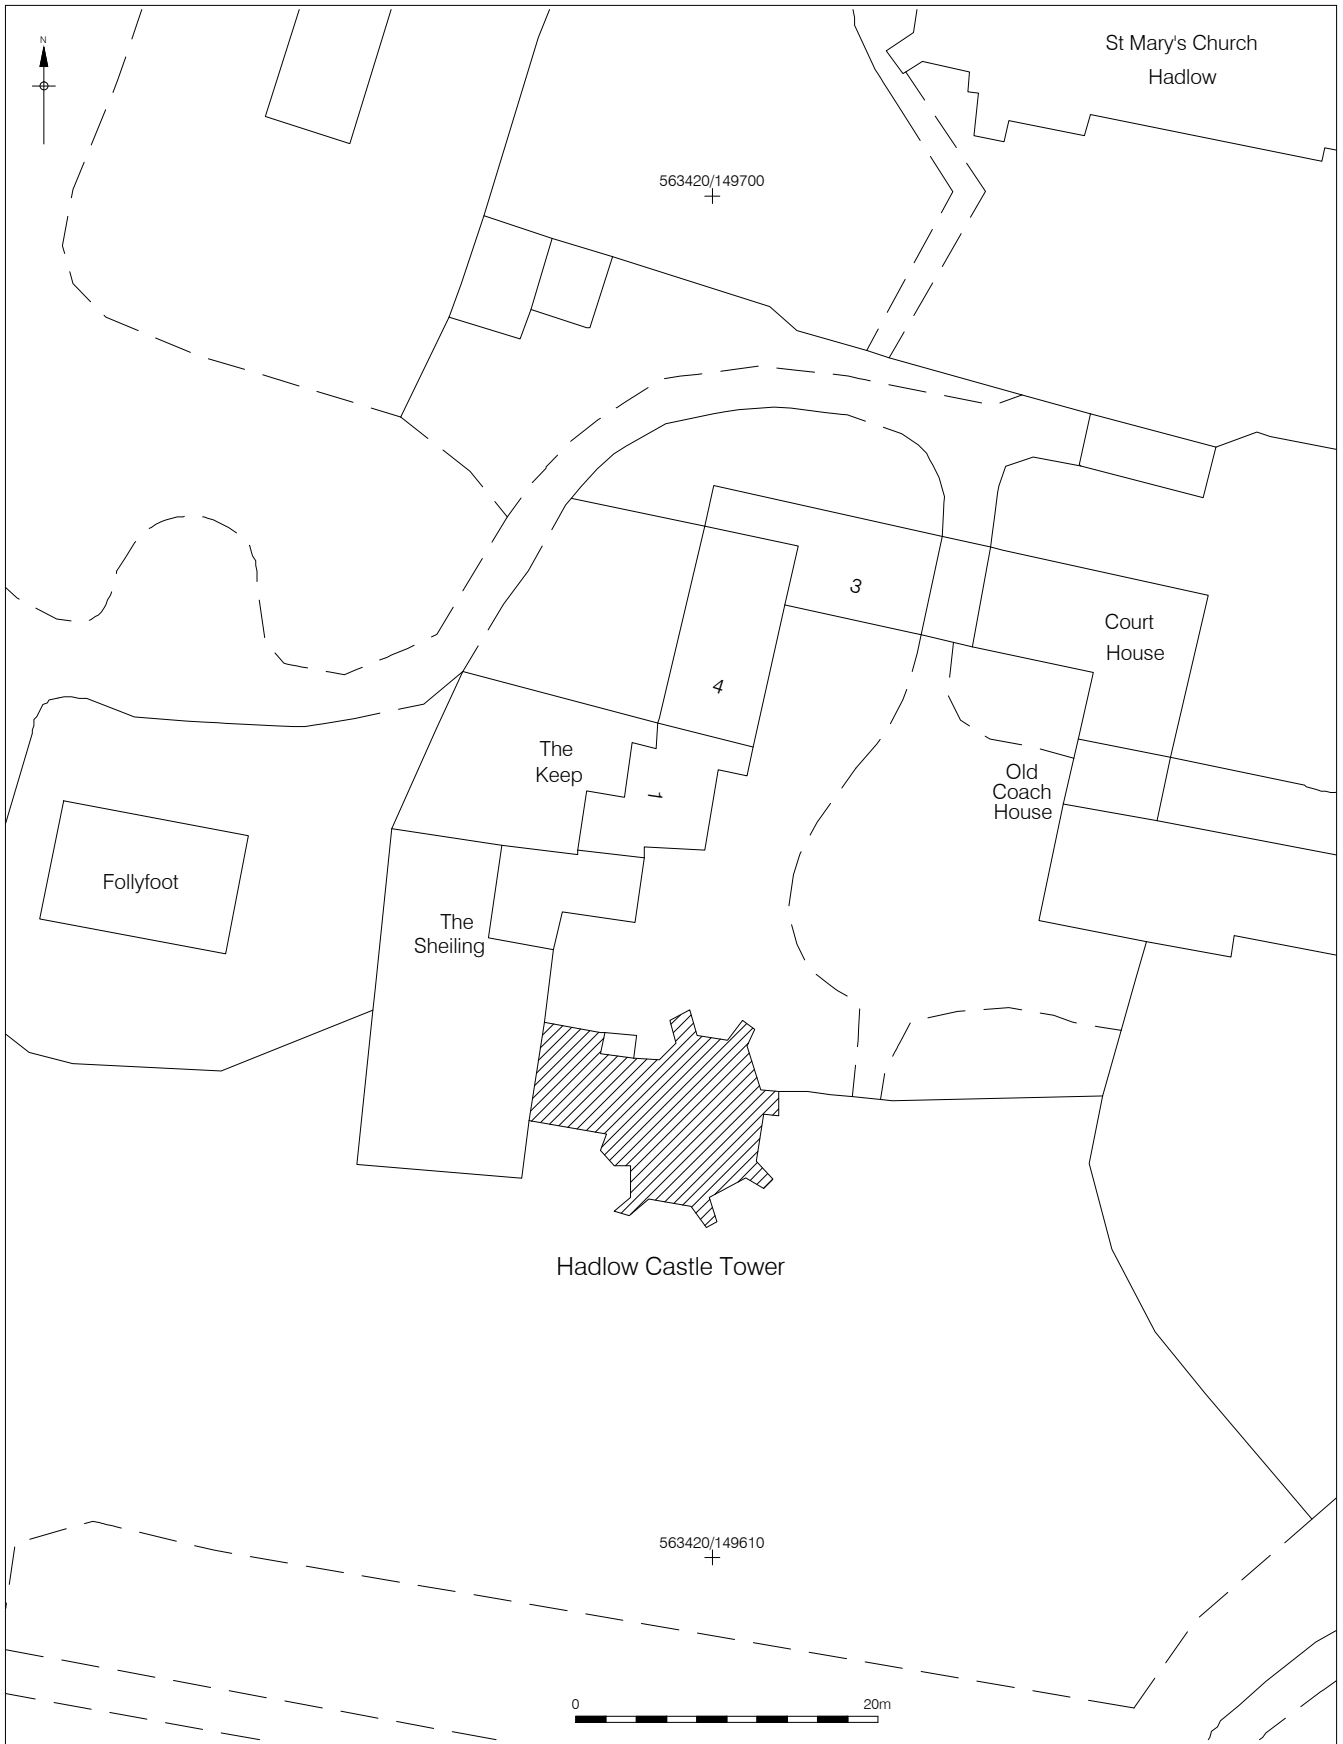 N
St Mary's Church
Hadlow
563420/149700
3
Court
House
4
The
Keep
1
Old
Coach
House
Follyfoot
The
Sheiling
Hadlow Castle Tower
563420/149610
0
20m